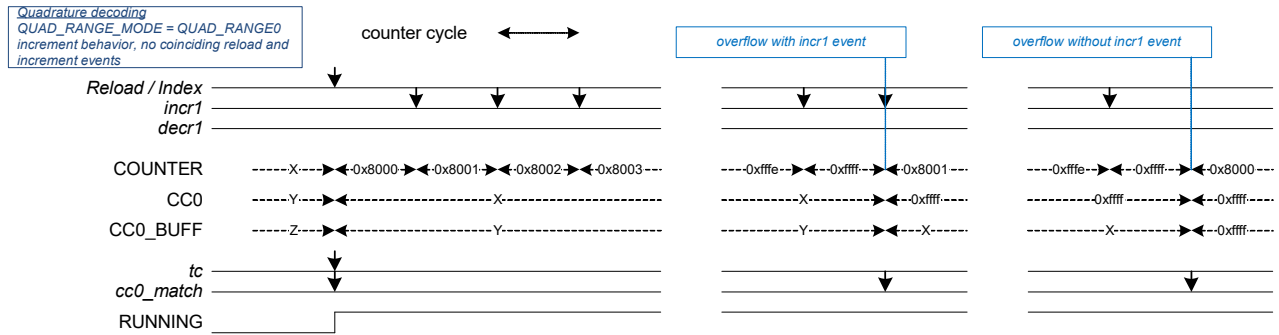 Quadrature decoding
QUAD_RANGE_MODE = QUAD_RANGE0
increment behavior, no coinciding reload and
increment events
counter cycle
overflow with incr1 event
overflow without incr1 event
Reload / Index
incr1
decr1
COUNTER X 0x8000 0x8001 0x8002 0x8003 0xfffe 0xffff 0x8001 0xfffe 0xffff 0x8000
CC0 Y X X 0xffff 0xffff 0xffff
CC0_BUFF Z Y Y X X 0xffff
tc
cc0_match
RUNNING